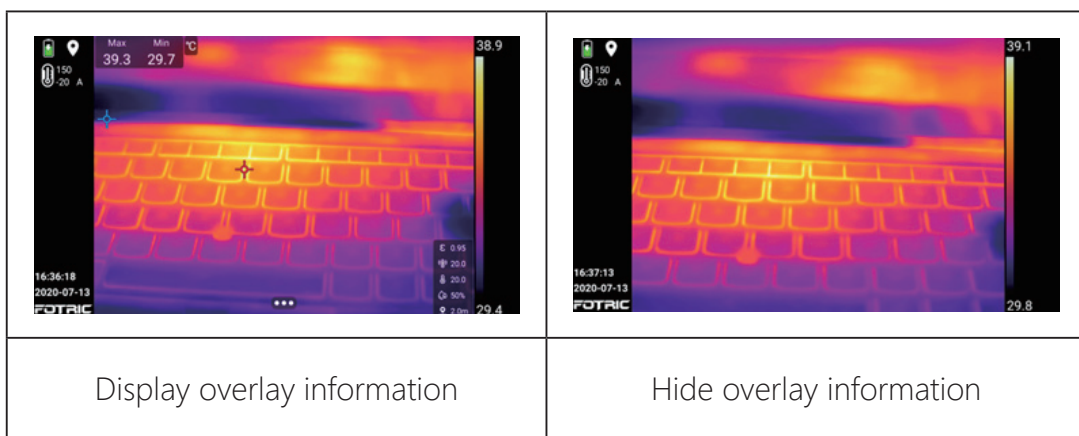 Max Min ℃
39.3 29.7
38.9
150
-20 A
ε 0.95
20.0
20.0
50%
2.0m
16:36:18
2020-07-13
FOTRIC
29.4
39.1
150
-20 A
16:37:13
2020-07-13
FOTRIC
29.8
Display overlay information
Hide overlay information